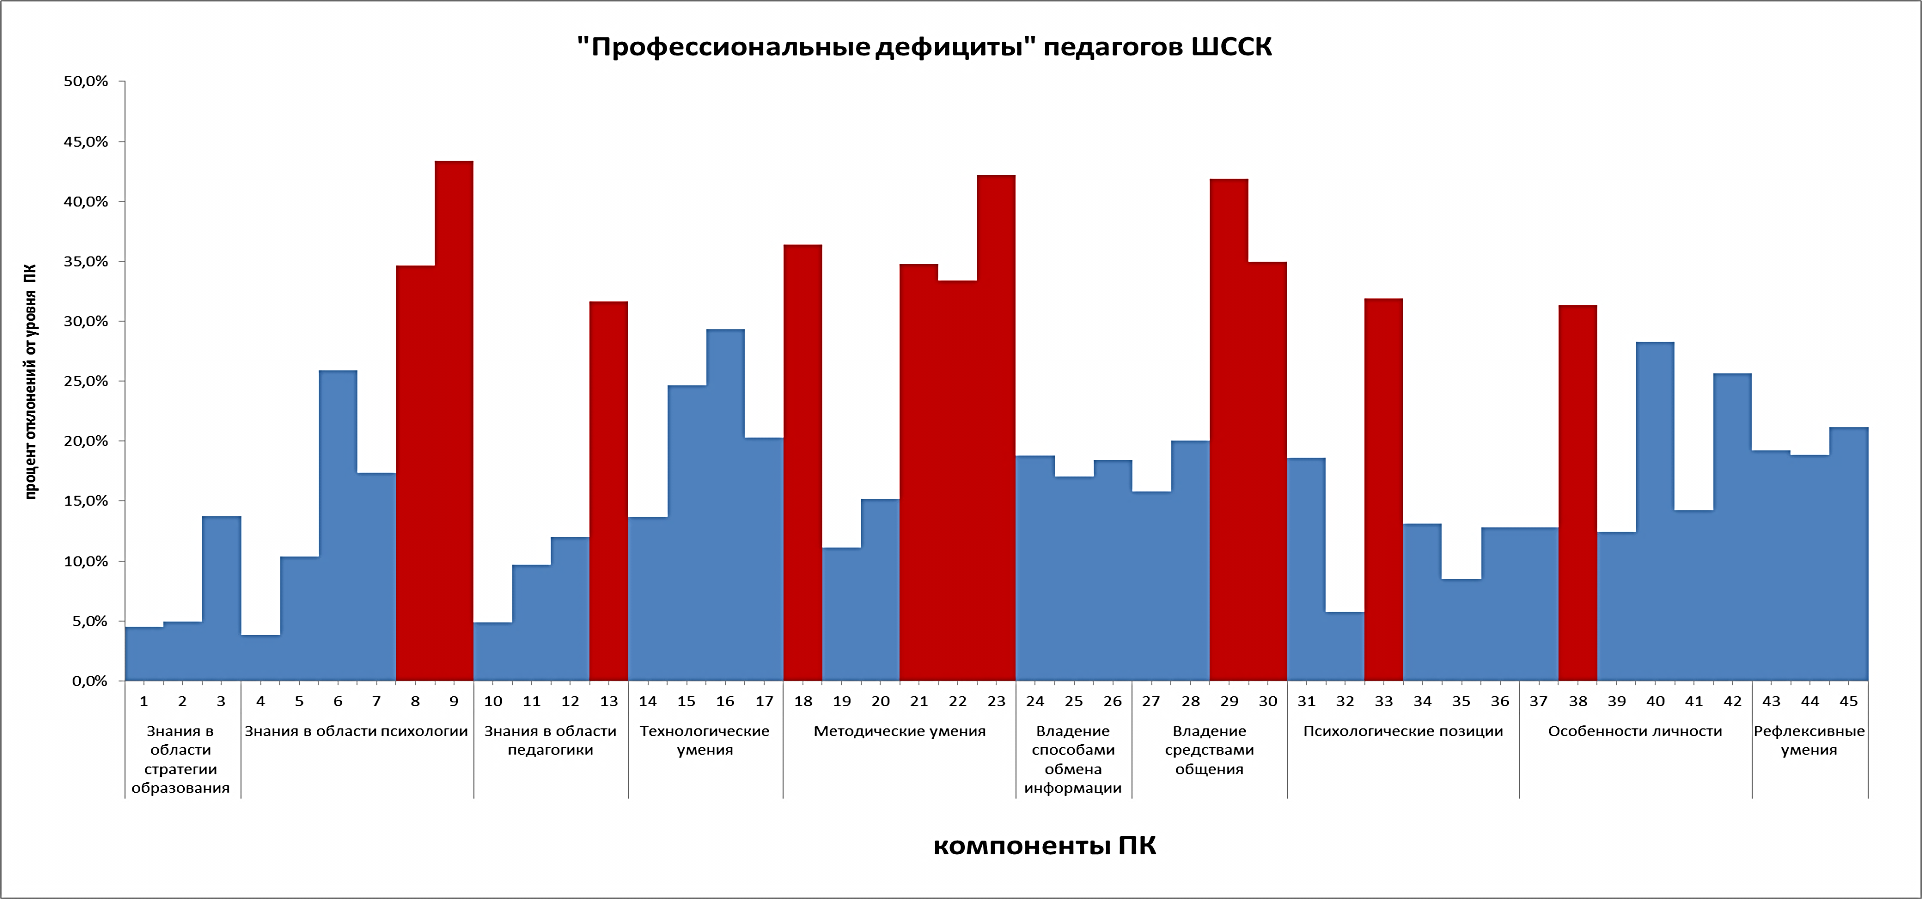 "Профессиональные дефициты" педагогов ШССК
50,0%
45,0%
40,0%
35,0%
30,0%
25,0%
20,0%
15,0%
10,0%
5,0%
0,0%
процент отклонений от уровня ПК
1 2 3 4 5 6 7 8 9 10 11 12 13 14 15 16 17 18 19 20 21 22 23 24 25 26 27 28 29 30 31 32 33 34 35 36 37 38 39 40 41 42 43 44 45
Знания в
области
стратегии
образования
Знания в области психологии
Знания в области
педагогики
Технологические
умения
Методические умения
Владение
способами
обмена
информации
Владение
средствами
общения
Психологические позиции
Особенности личности
Рефлексивные
умения
компоненты ПК